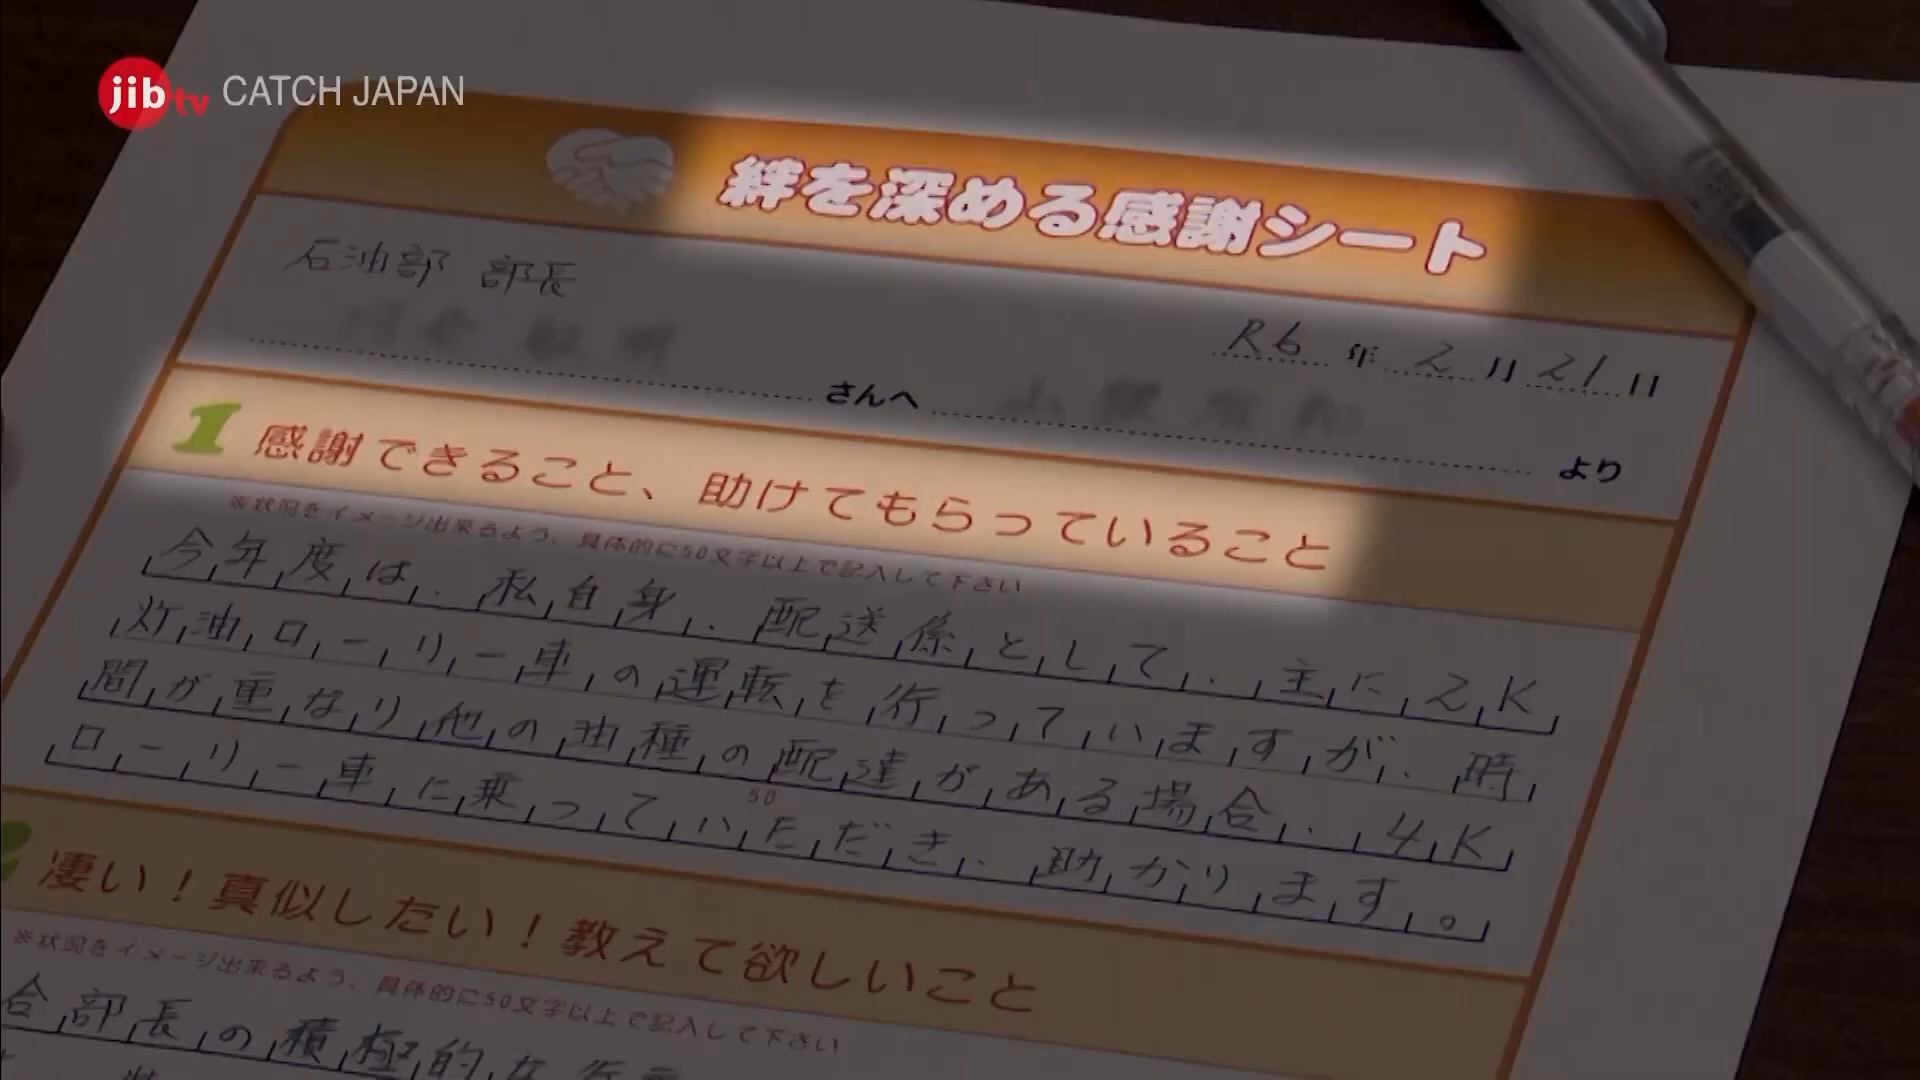 jibtv CATCH JAPAN
絆を深める感謝シート
石油部 部長
R6年2月21日
さんへ
より
1 感謝できること、助けてもらっていること
※状況をイメージ出来るよう、具体的に50文字以上で記入して下さい
今年度は、私自身、配送係として、主に2K
灯油ローリー車の運転を行っていますが、時
間が重なり他の油種の配達がある場合、4K
50
ローリー車に乗っていただき、助かります。
凄い！真似したい！教えて欲しいこと
※状況をイメージ出来るよう、具体的に50文字以上で記入して下さい
合部長の積極的な行